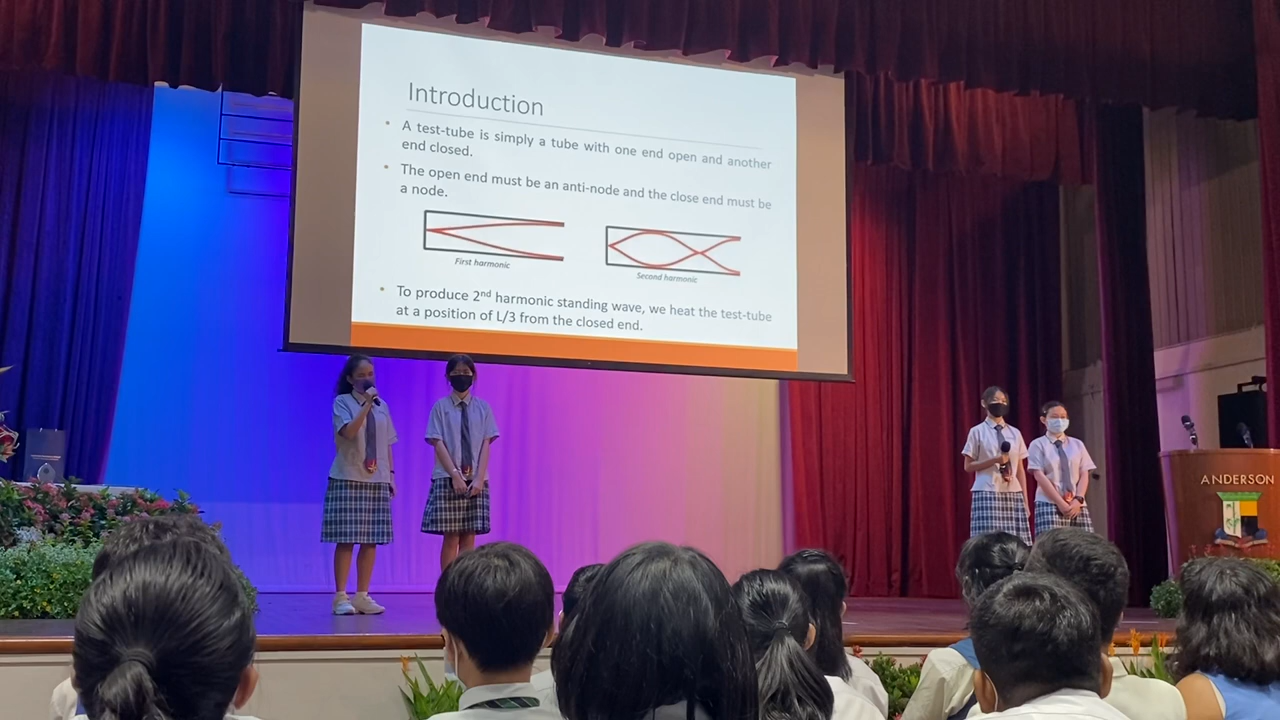 Introduction
• A test-tube is simply a tube with one end open and another
end closed.
• The open end must be an anti-node and the close end must be
a node.
First harmonic
Second harmonic
• To produce 2nd harmonic standing wave, we heat the test-tube
at a position of L/3 from the closed end.
ANDERSON